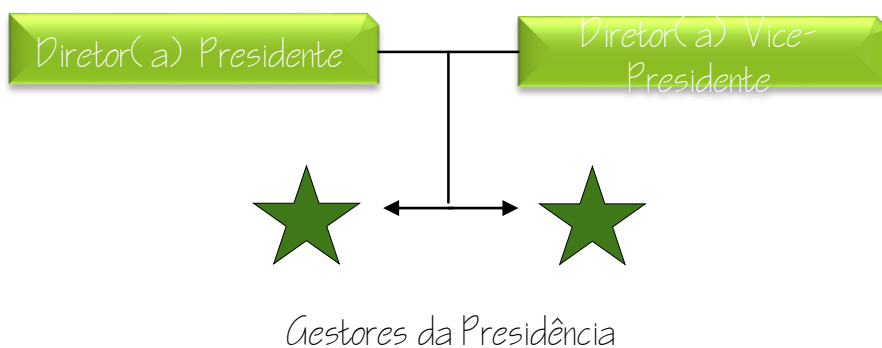 Diretor(a) Presidente
Diretor(a) Vice-
Presidente
Gestores da Presidência